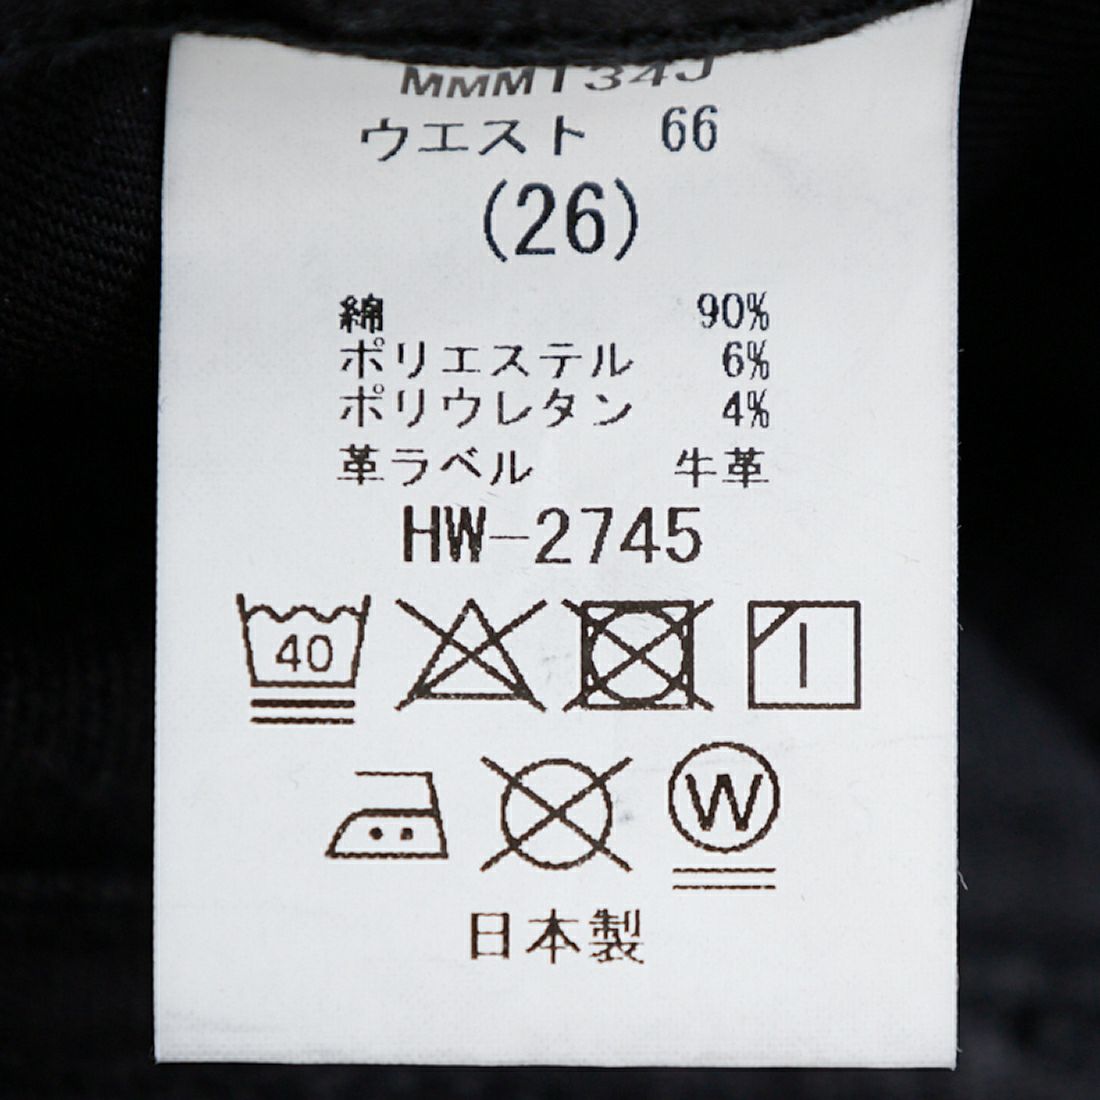 MMM134J
ウエスト 66
(26)
綿 90%
ポリエステル 6%
ポリウレタン 4%
革ラベル 牛革
HW-2745
40
W
日本製